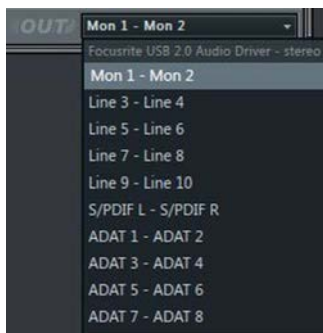 OUT
Mon 1 - Mon 2
Focusrite USB 2.0 Audio Driver - stereo
Mon 1 - Mon 2
Line 3 - Line 4
Line 5 - Line 6
Line 7 - Line 8
Line 9 - Line 10
S/PDIF L - S/PDIF R
ADAT 1 - ADAT 2
ADAT 3 - ADAT 4
ADAT 5 - ADAT 6
ADAT 7 - ADAT 8